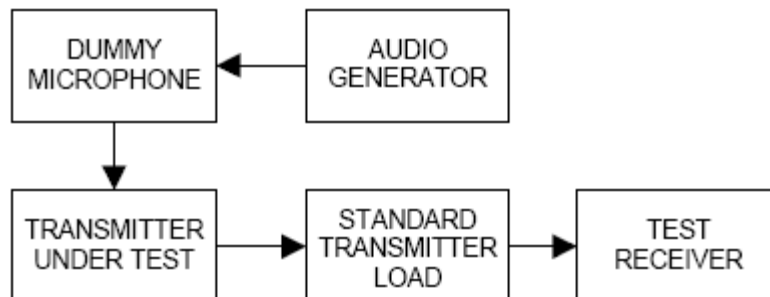 DUMMY
MICROPHONE
AUDIO
GENERATOR
TRANSMITTER
UNDER TEST
STANDARD
TRANSMITTER
LOAD
TEST
RECEIVER